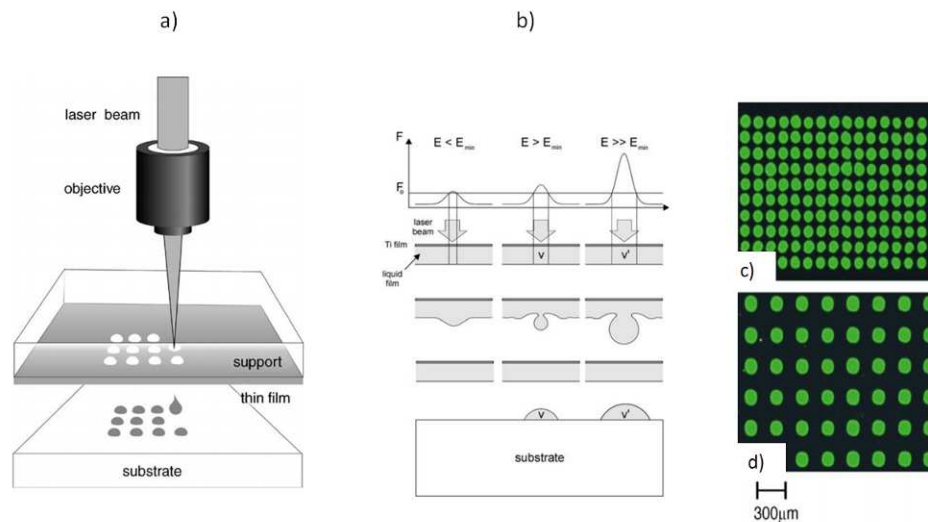 a)
laser beam
objective
support
thin film
substrate
b)
F
E < Emin
E > Emin
E >> Emin
F0
laser
beam
Ti film
liquid
film
v
v'
v
v'
substrate
c)
d)
300μm